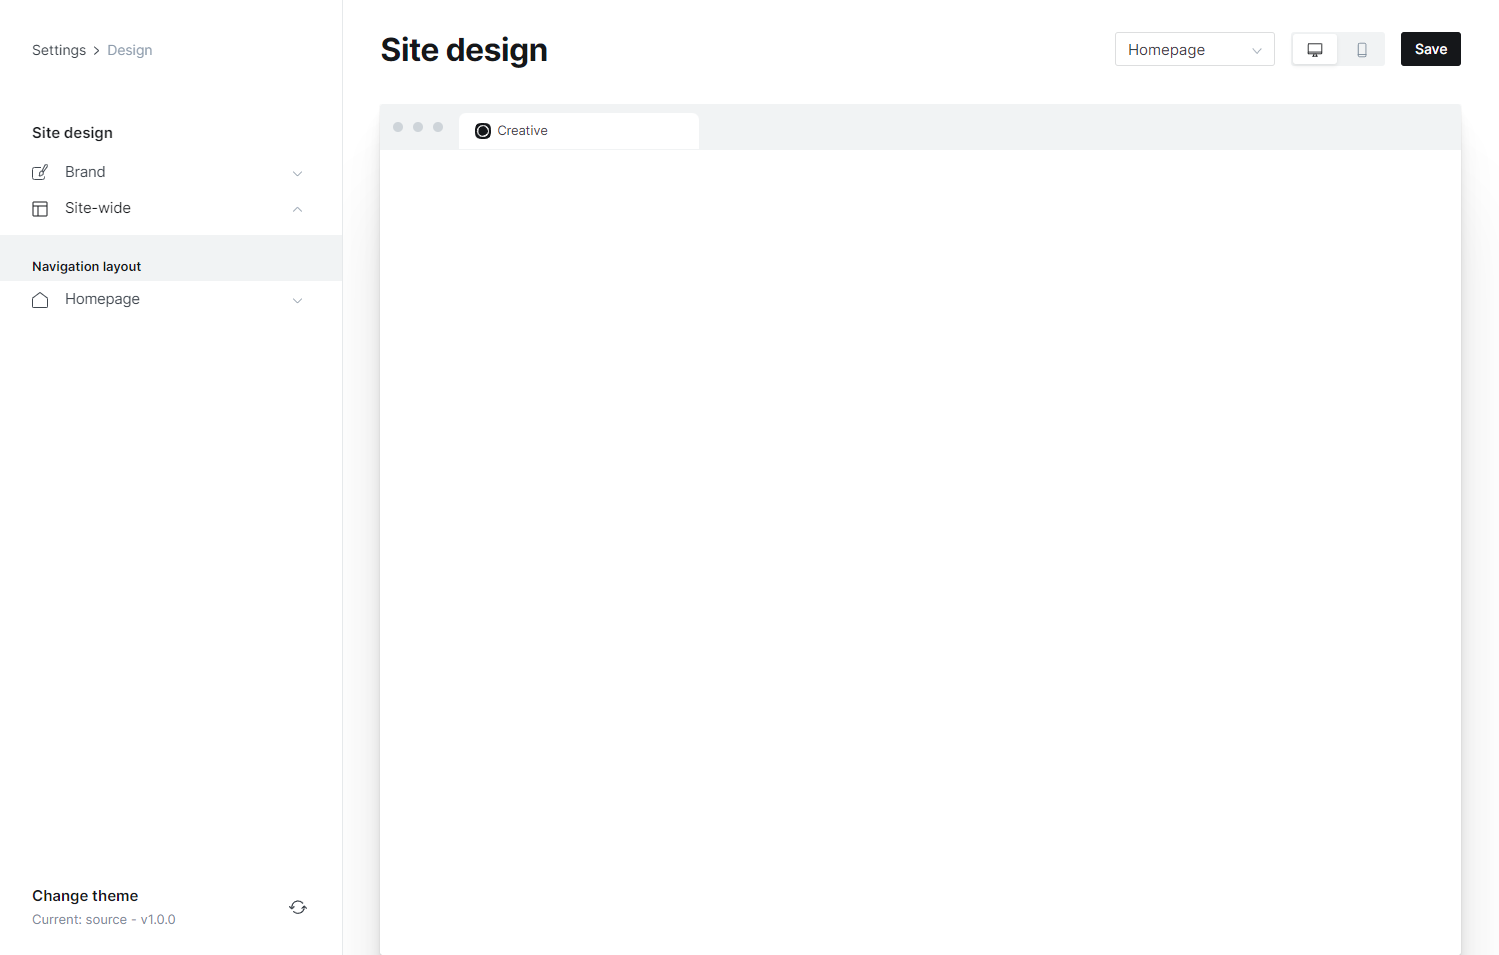 Settings > Design
Site design
Brand
Site-wide
Navigation layout
Homepage
Change theme
Current: source - v1.0.0
Site design
Homepage
Save
Creative